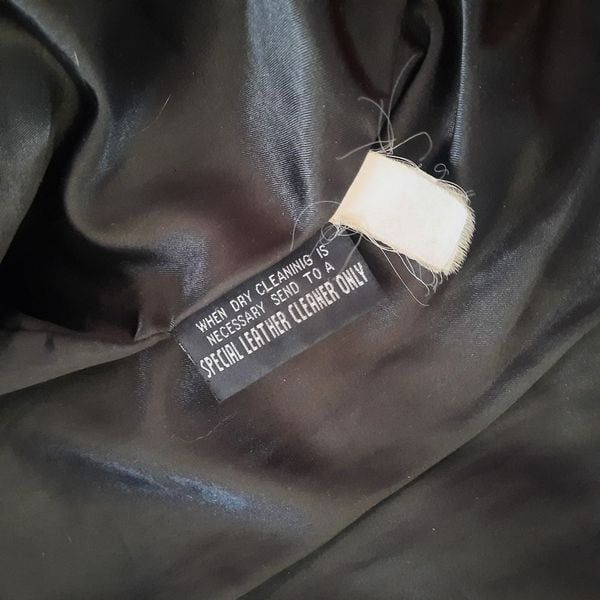 WHEN DRY CLEANINIG IS
NECESSARY SEND TO A
SPECIAL LEATHER CLEANER ONLY